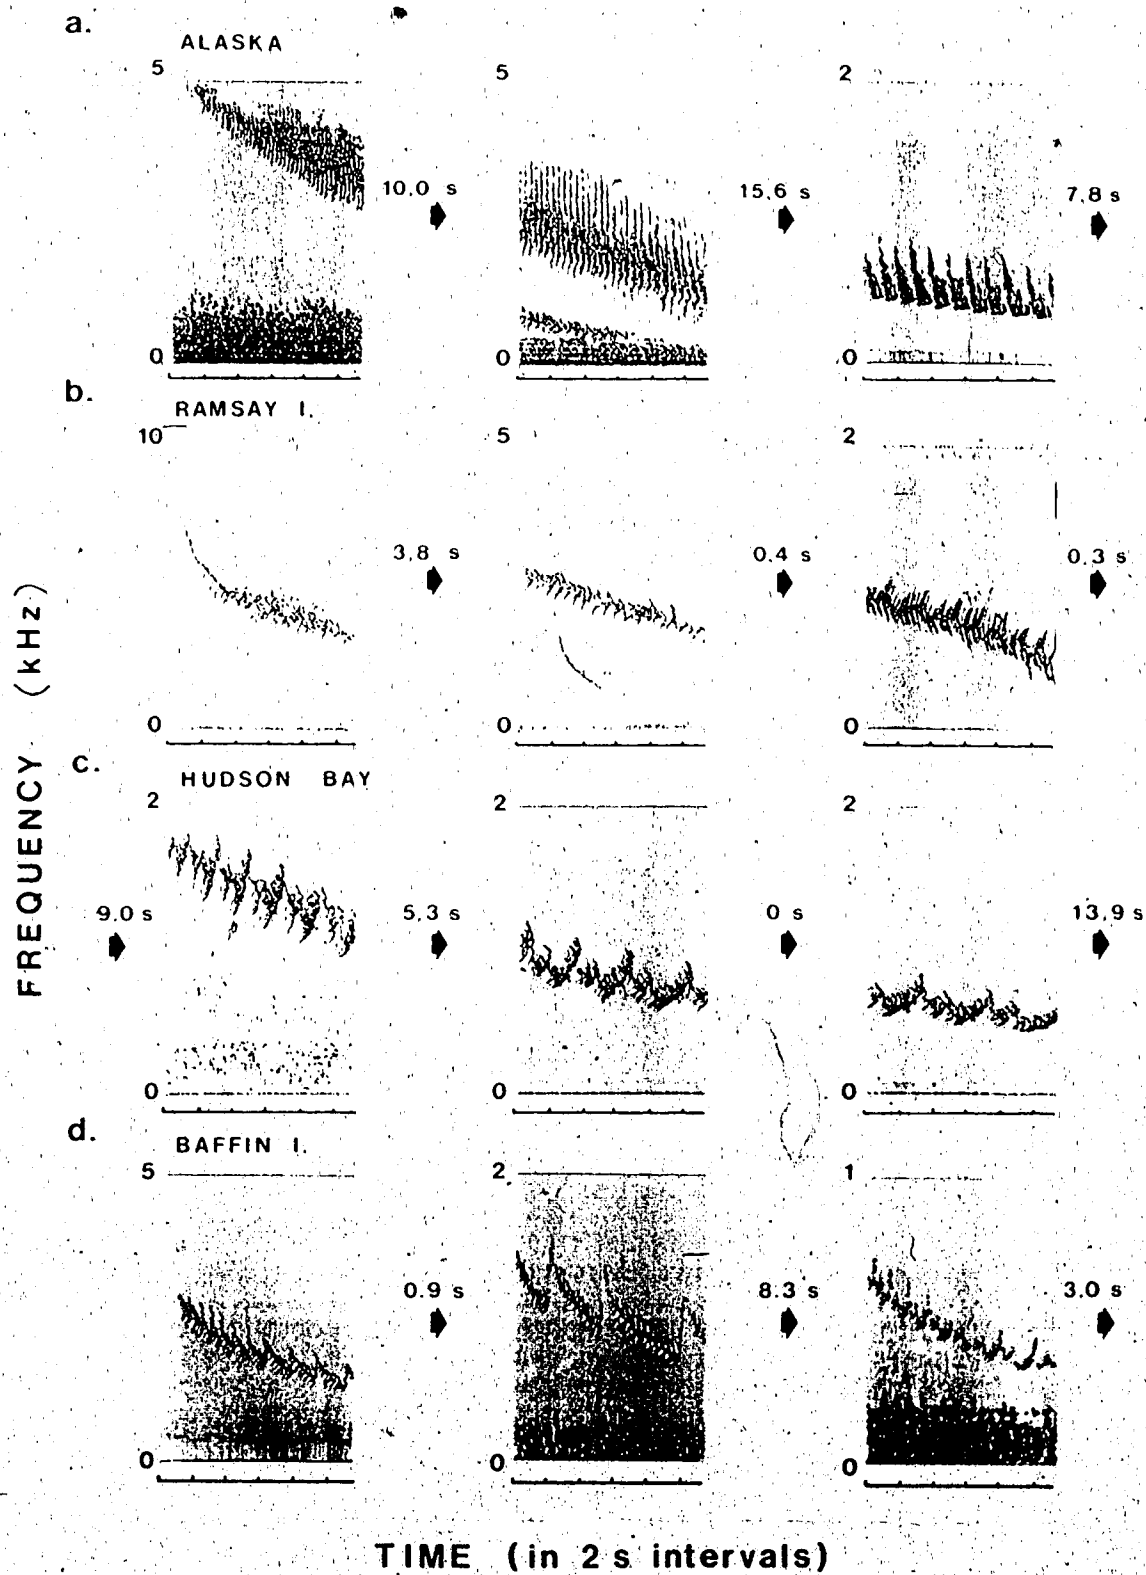 a.
ALASKA
5 5 2
10.0 s 15.6 s 7.8 s
0 0 0
b.
RAMSAY I.
10 5 2
3.8 s 0.4 s 0.3 s
0 0 0
c.
HUDSON BAY
2 2 2
9.0 s 5.3 s 0 s 13.9 s
0 0 0
d.
BAFFIN I.
5 2 1
0.9 s 8.3 s 3.0 s
0 0 0
FREQUENCY (kHz)
TIME (in 2 s intervals)